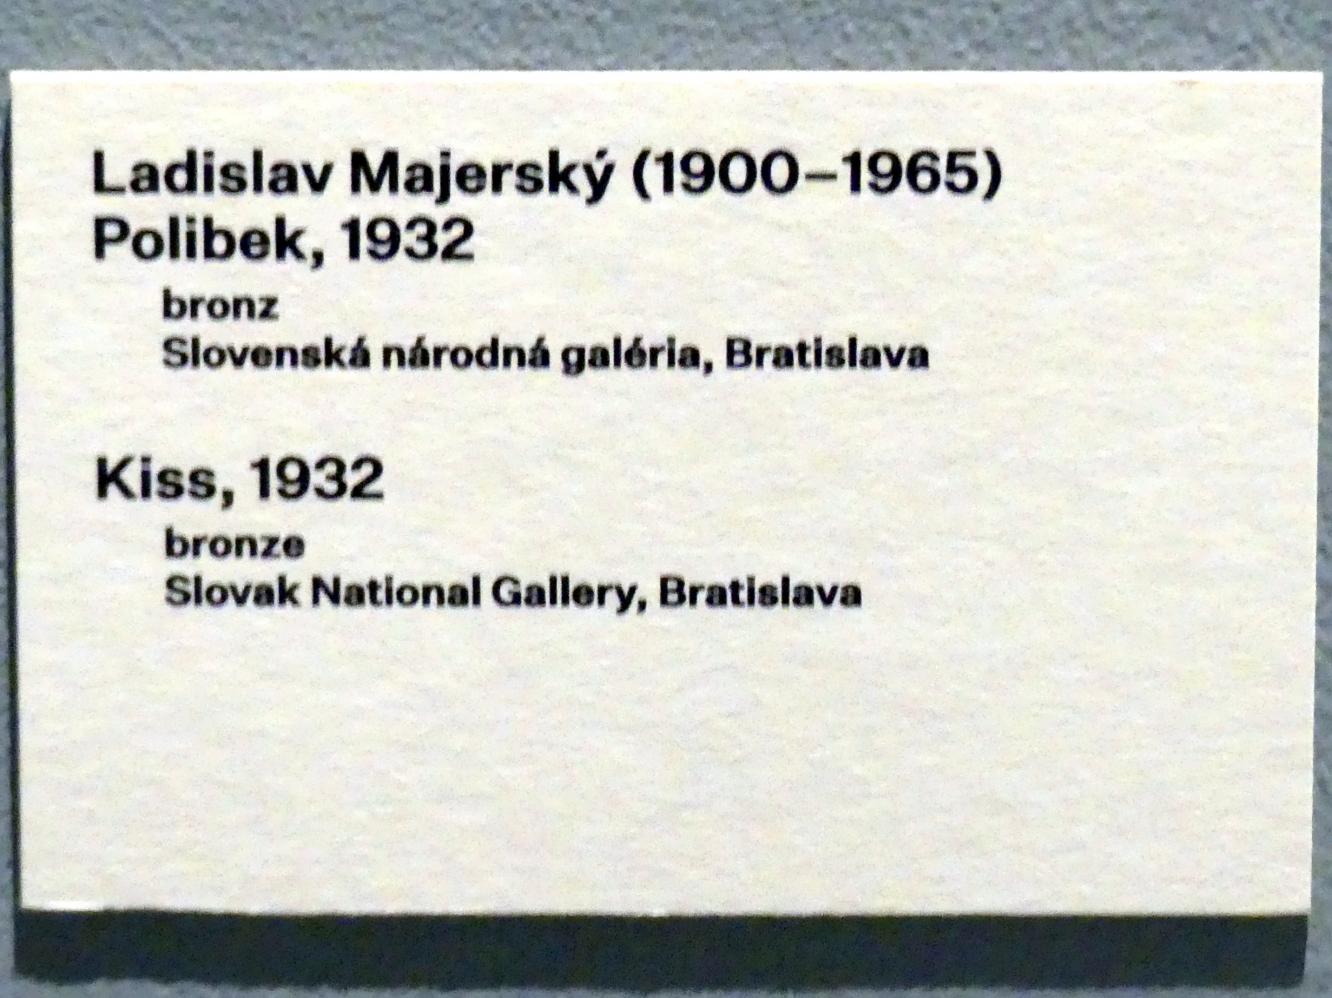 Ladislav Majerský (1900–1965)
Polibek, 1932
bronz
Slovenská národná galéria, Bratislava
Kiss, 1932
bronze
Slovak National Gallery, Bratislava